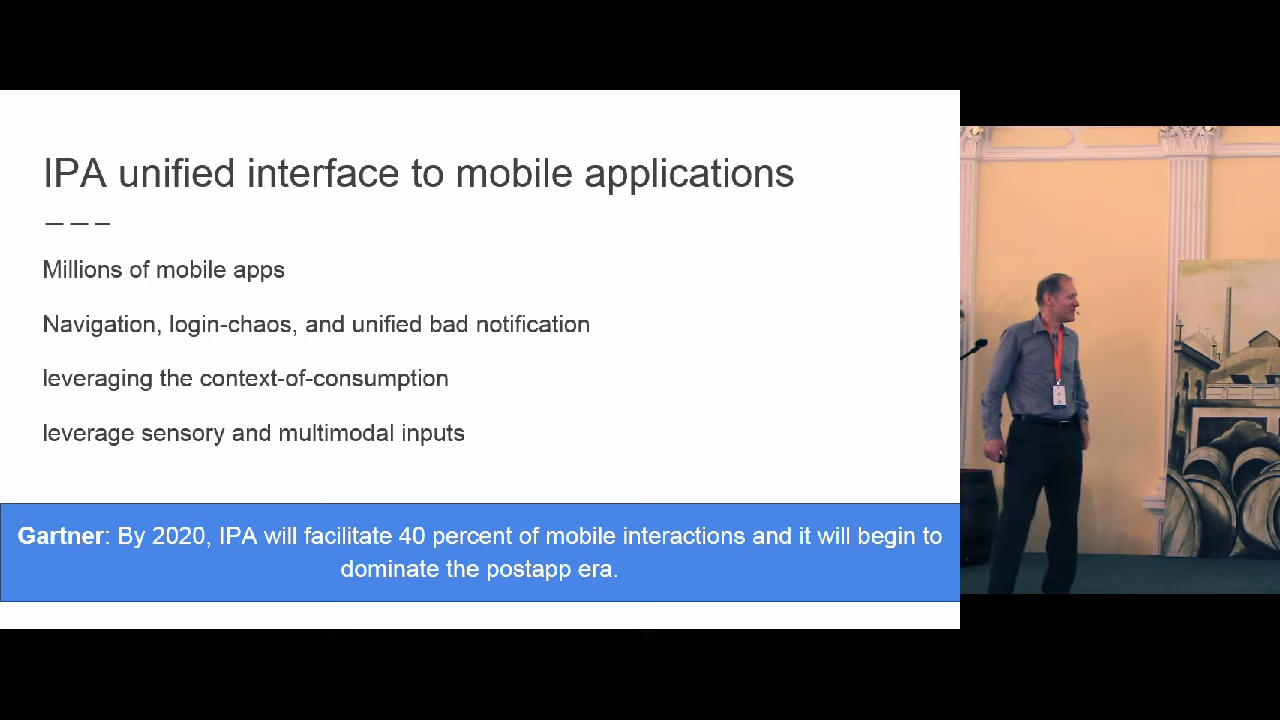 IPA unified interface to mobile applications
Millions of mobile apps
Navigation, login-chaos, and unified bad notification
leveraging the context-of-consumption
leverage sensory and multimodal inputs
Gartner: By 2020, IPA will facilitate 40 percent of mobile interactions and it will begin to
dominate the postapp era.